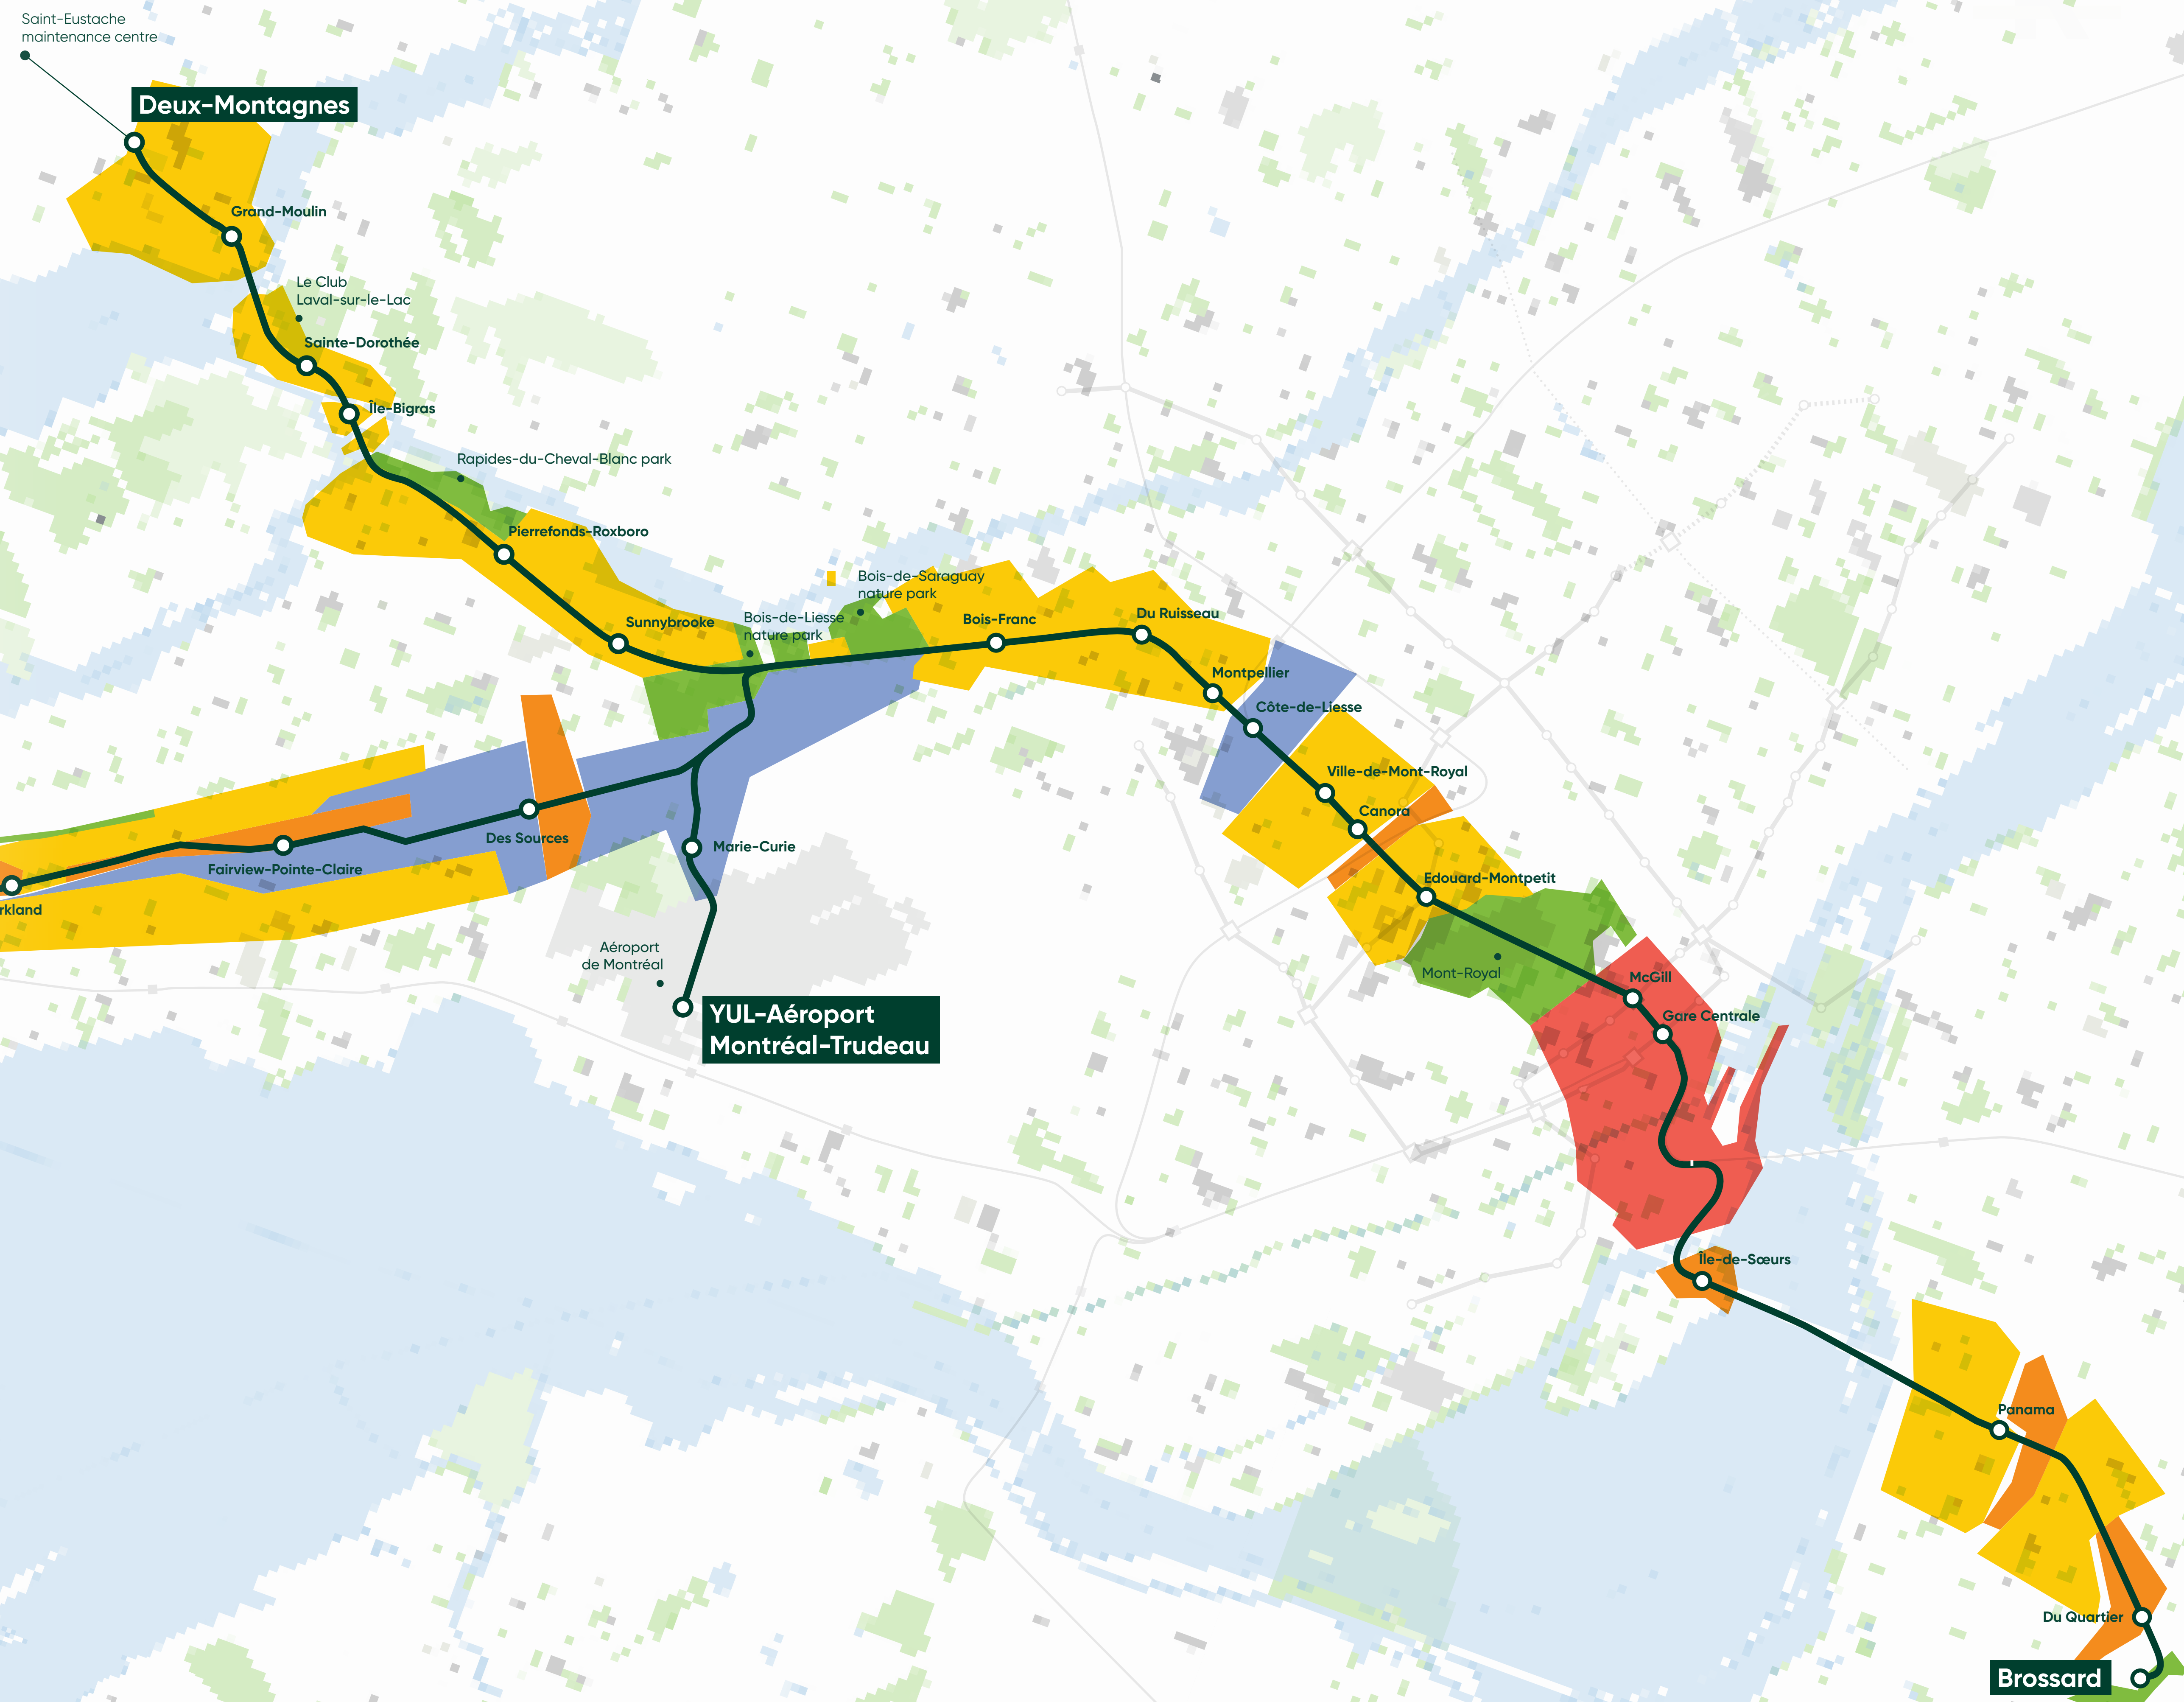 Saint-Eustache
maintenance centre
Deux-Montagnes
Grand-Moulin
Le Club
Laval-sur-le-Lac
Sainte-Dorothée
Île-Bigras
Rapides-du-Cheval-Blanc park
Pierrefonds-Roxboro
Bois-de-Saraguay
nature park
Bois-de-Liesse
nature park
Sunnybrooke
Bois-Franc
Du Ruisseau
Montpellier
Côte-de-Liesse
Ville-de-Mont-Royal
Canora
Des Sources
Marie-Curie
Fairview-Pointe-Claire
rkland
Edouard-Montpetit
Aéroport
de Montréal
Mont-Royal
McGill
YUL-Aéroport
Montréal-Trudeau
Gare Centrale
Île-de-Sœurs
Panama
Du Quartier
Brossard